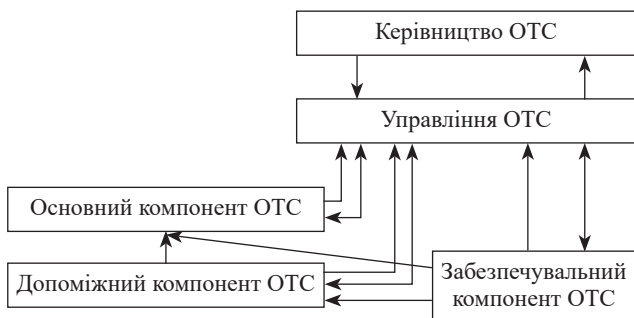 Керівництво ОТС
Управління ОТС
Основний компонент ОТС
Допоміжний компонент ОТС
Забезпечувальний
компонент ОТС